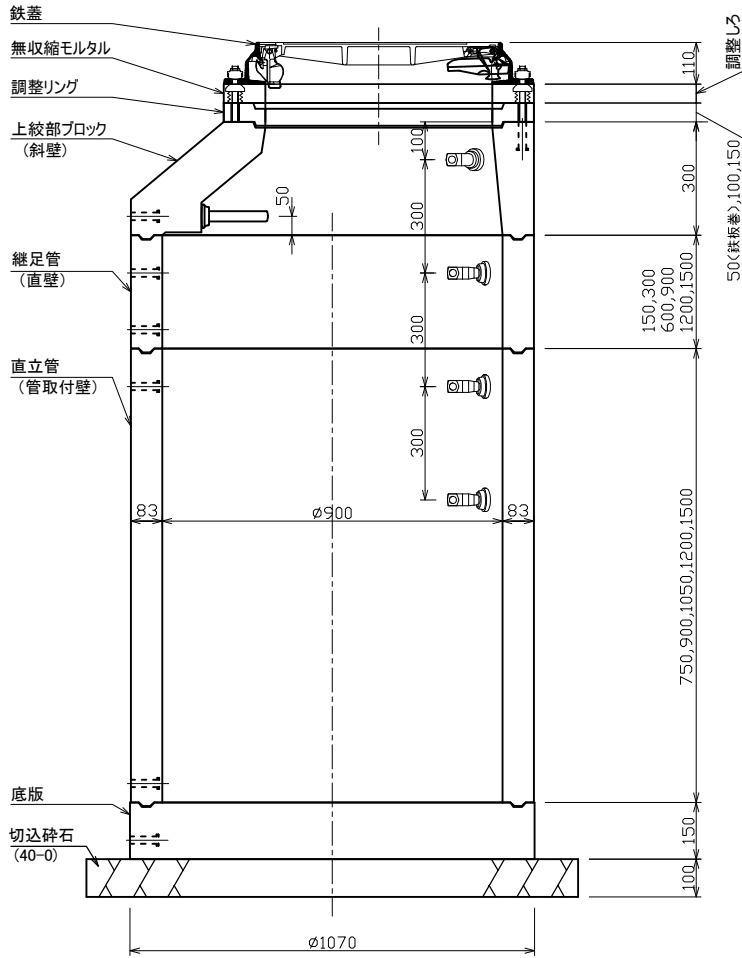 鉄蓋
無収縮モルタル
調整リング
上絞部ブロック
(斜壁)
継足管
(直壁)
直立管
(管取付壁)
底版
切込砕石
(40-0)
110
調整しろ
50(鉄板巻),100,150
300
150,300
600,900
1200,1500
750,900,1050,1200,1500
150
100
100
300
50
300
300
83
ø900
83
ø1070